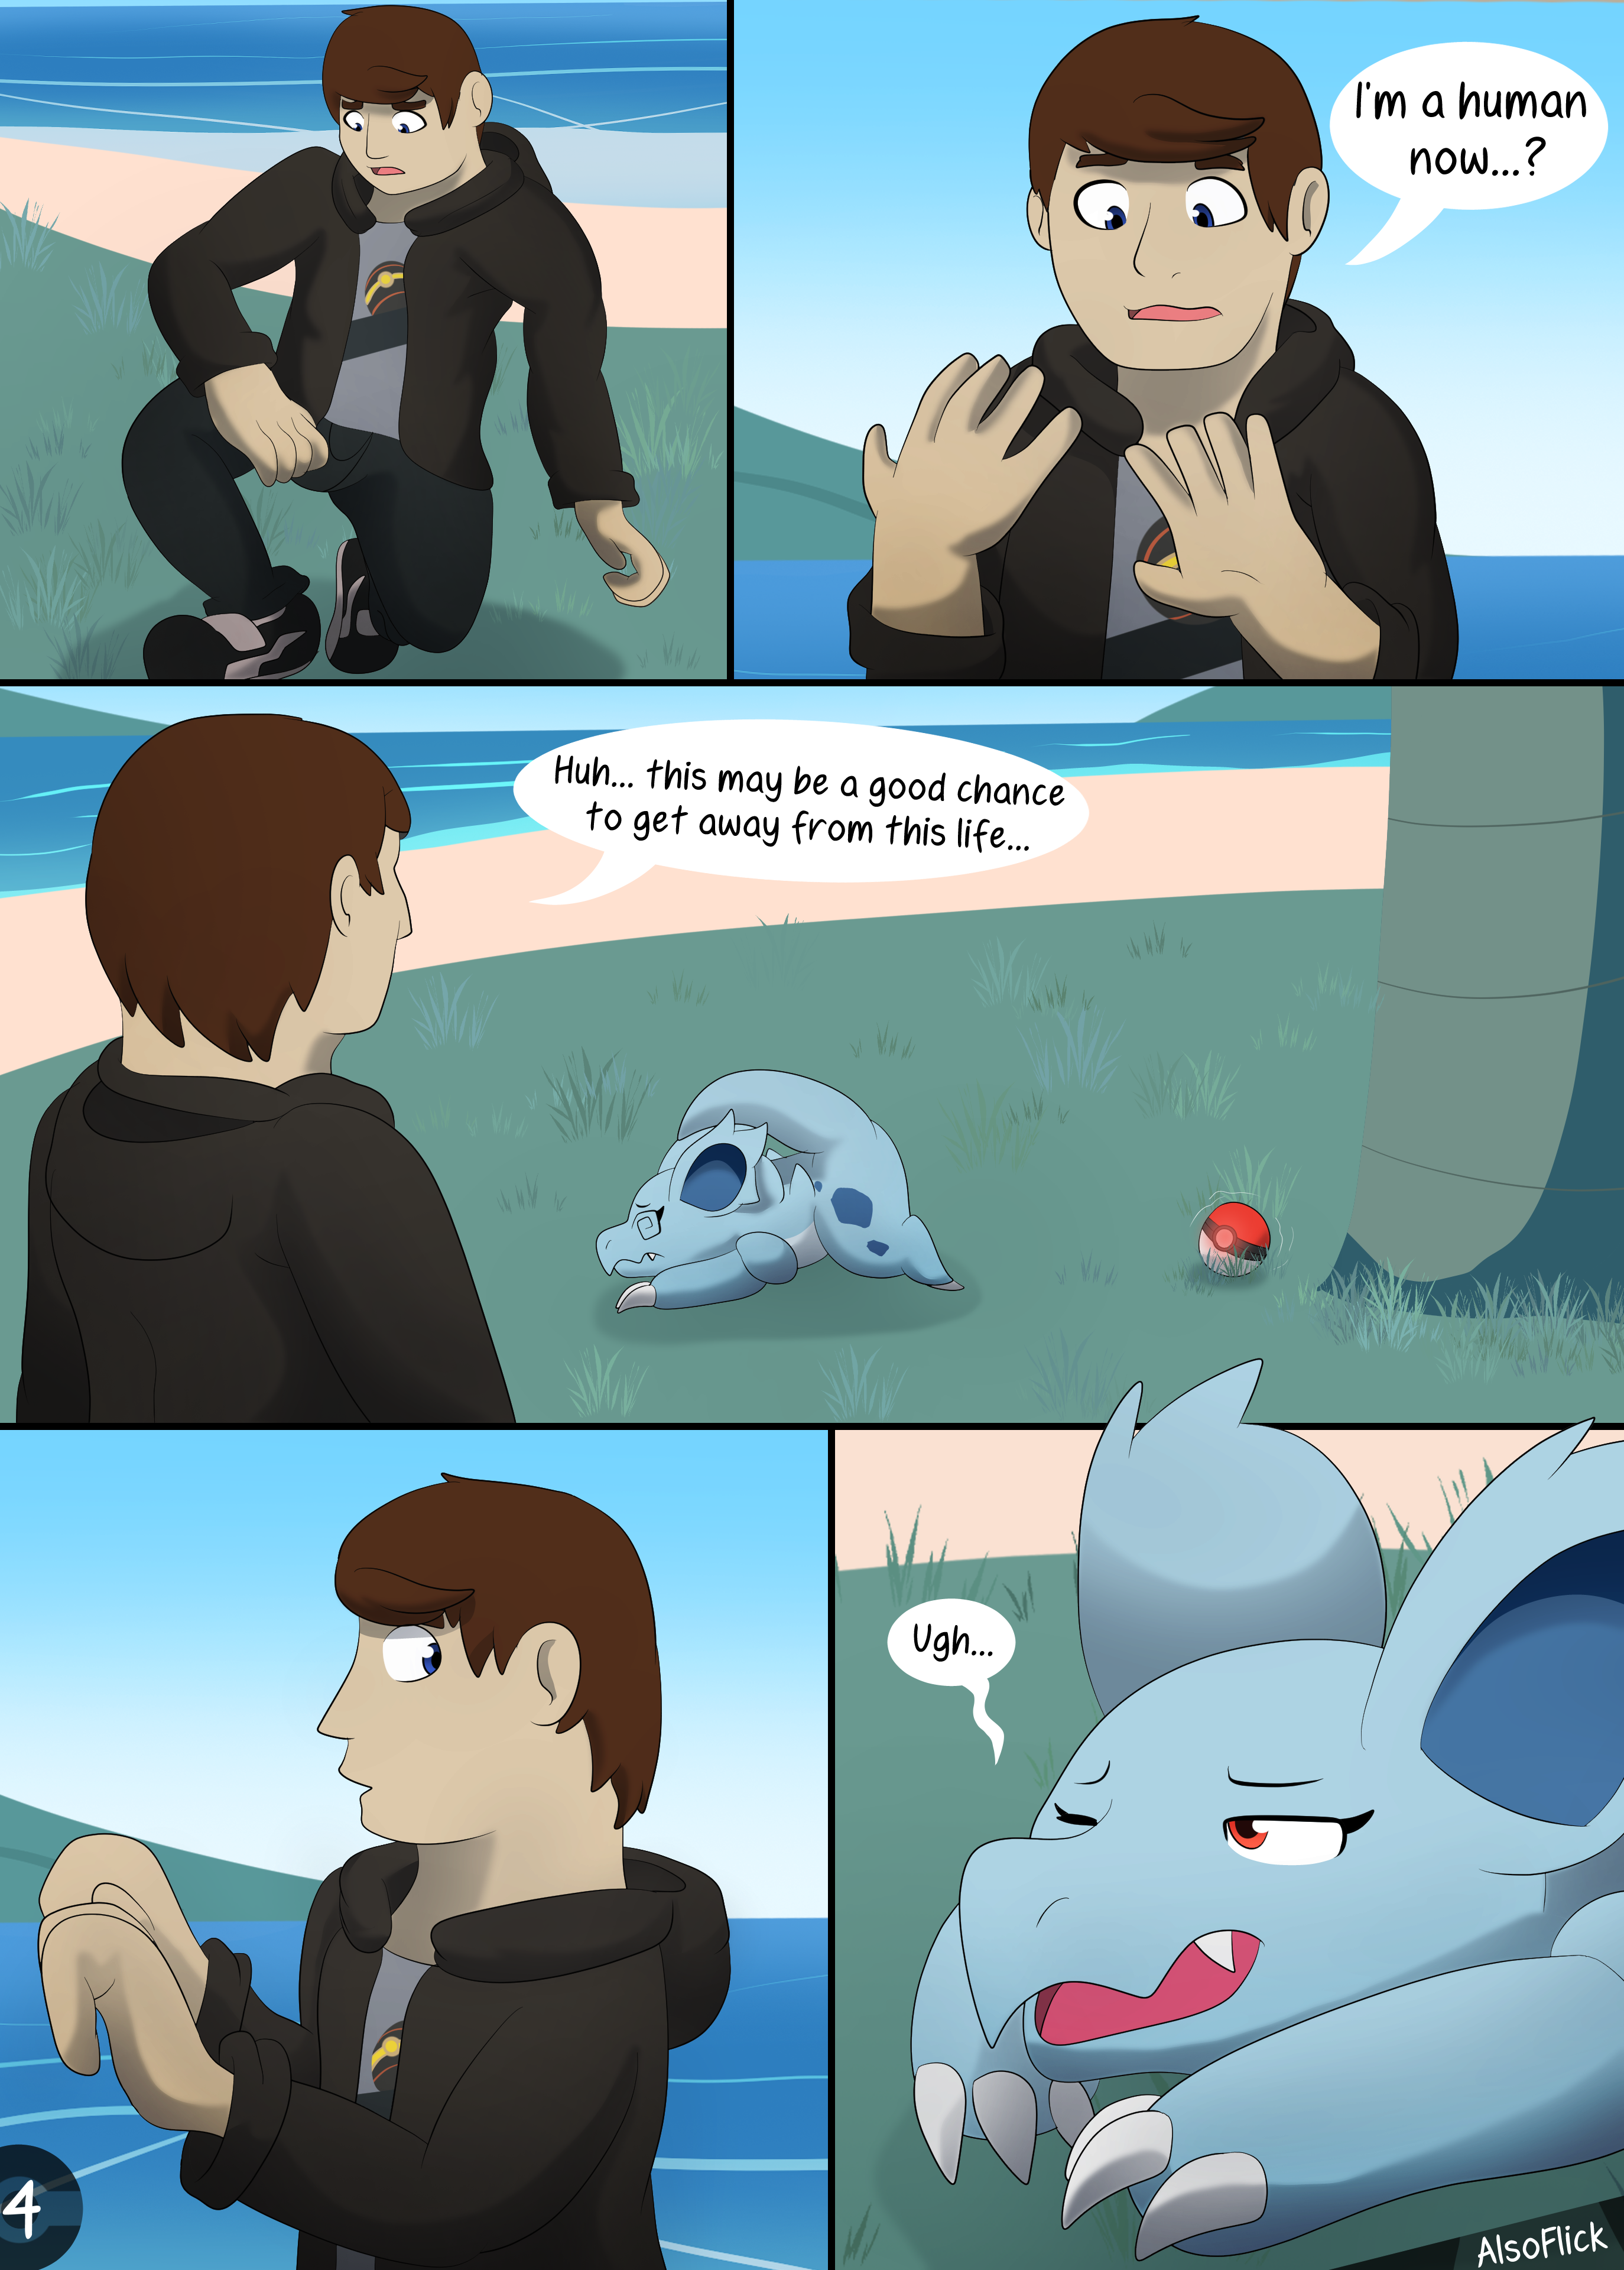 I'm a human
now...?
Huh... this may be a good chance
to get away from this life...
Ugh...
4
AlsoFlick